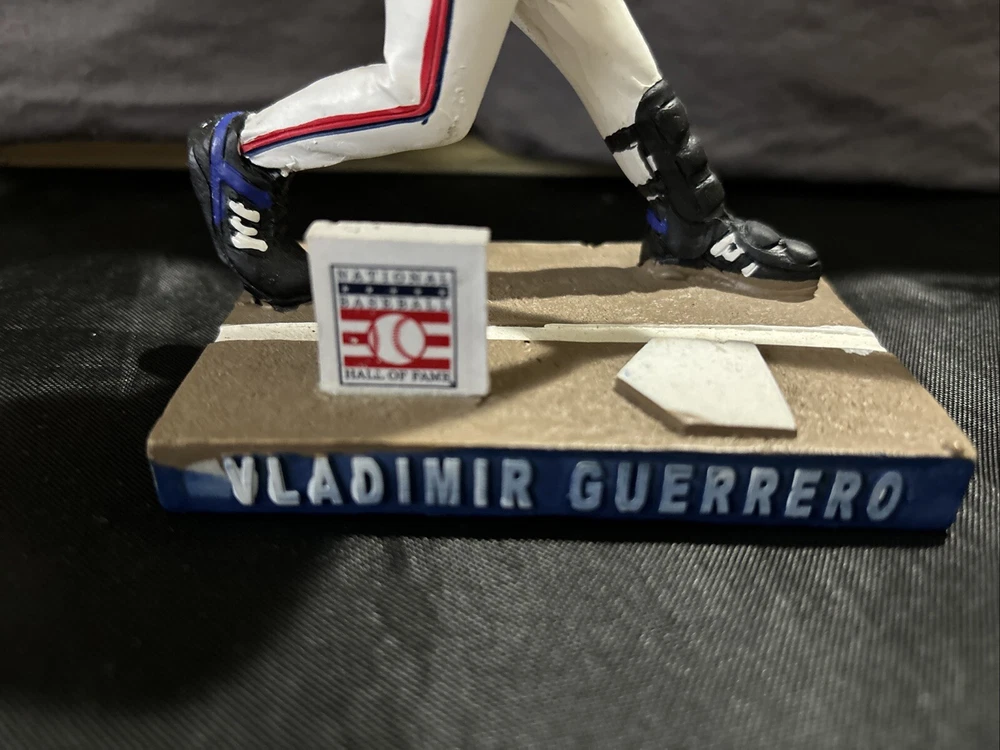 NATIONAL
BASEBALL
HALL OF FAME
VLADIMIR GUERRERO